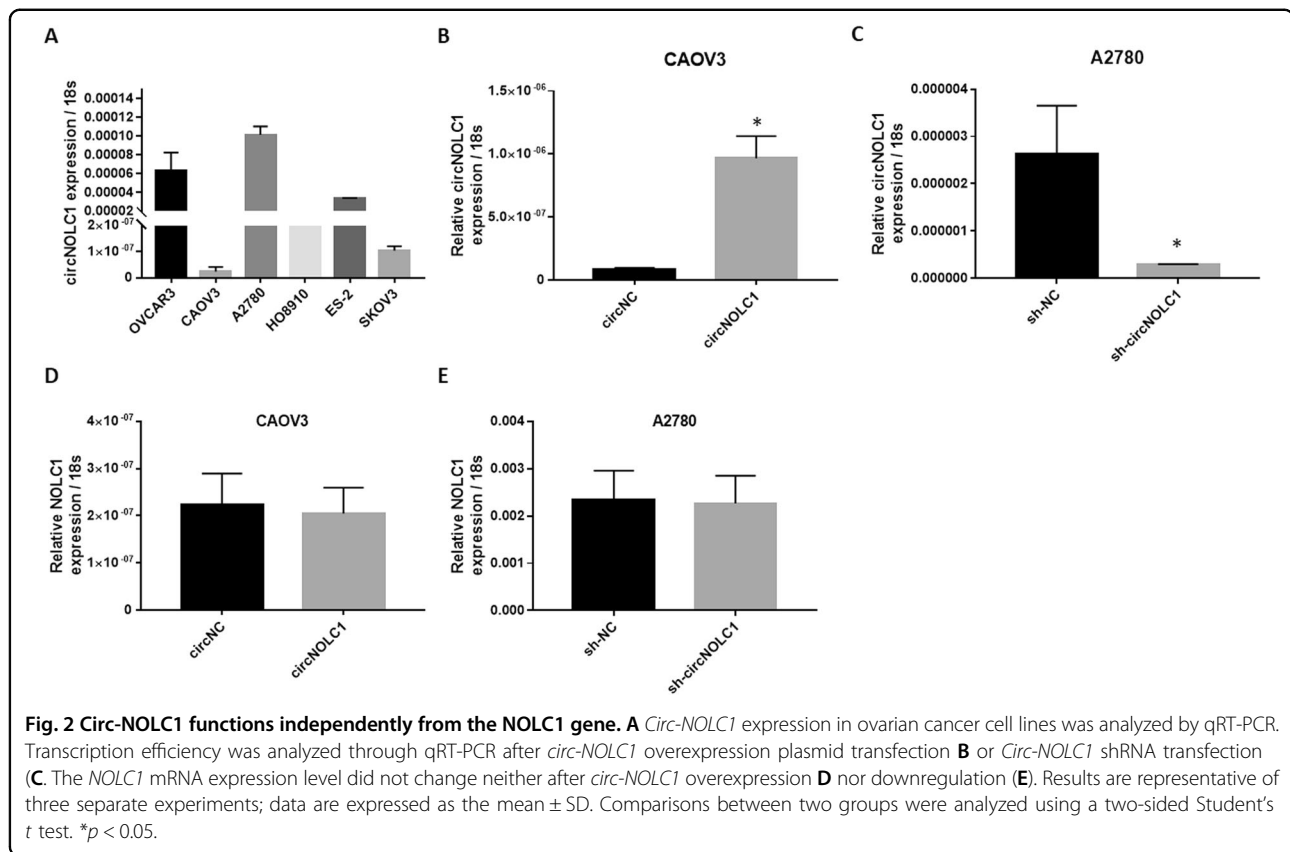 A
circNOLC1 expression / 18s
0.00014
0.00012
0.00010
0.00008
0.00006
0.00004
0.00002
2×10⁻⁰⁷
1×10⁻⁰⁷
0
OVCAR3
CAOV3
A2780
HO8910
ES-2
SKOV3
B
CAOV3
Relative circNOLC1
expression / 18s
1.5×10⁻⁰⁶
1.0×10⁻⁰⁶
5.0×10⁻⁰⁷
0
*
circNC
circNOLC1
C
A2780
Relative circNOLC1
expression / 18s
0.000004
0.000003
0.000002
0.000001
0.000000
*
sh-NC
sh-circNOLC1
D
CAOV3
Relative NOLC1
expression / 18s
4×10⁻⁰⁷
3×10⁻⁰⁷
2×10⁻⁰⁷
1×10⁻⁰⁷
0
circNC
circNOLC1
E
A2780
Relative NOLC1
expression / 18s
0.004
0.003
0.002
0.001
0.000
sh-NC
sh-circNOLC1
Fig. 2 Circ-NOLC1 functions independently from the NOLC1 gene. A Circ-NOLC1 expression in ovarian cancer cell lines was analyzed by qRT-PCR.
Transcription efficiency was analyzed through qRT-PCR after circ-NOLC1 overexpression plasmid transfection B or Circ-NOLC1 shRNA transfection
(C. The NOLC1 mRNA expression level did not change neither after circ-NOLC1 overexpression D nor downregulation (E). Results are representative of
three separate experiments; data are expressed as the mean ± SD. Comparisons between two groups were analyzed using a two-sided Student's
t test. *p < 0.05.